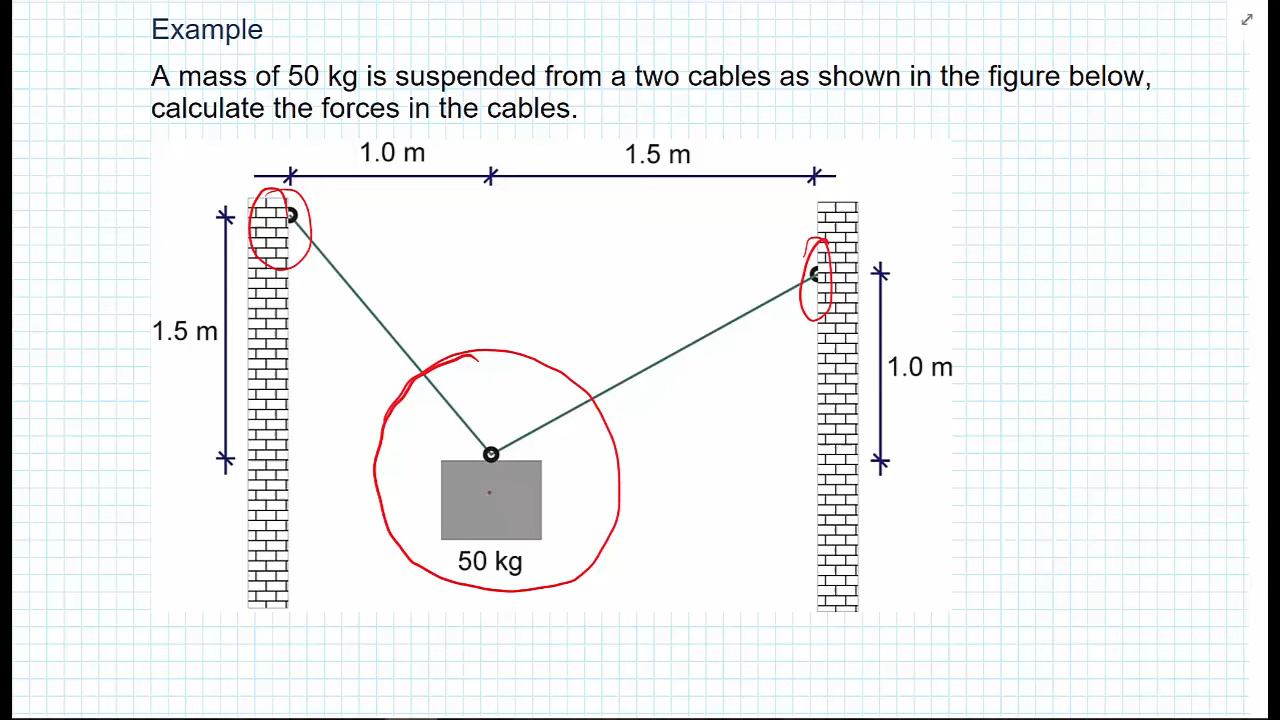 Example
A mass of 50 kg is suspended from a two cables as shown in the figure below,
calculate the forces in the cables.
1.0 m
1.5 m
1.5 m
1.0 m
50 kg